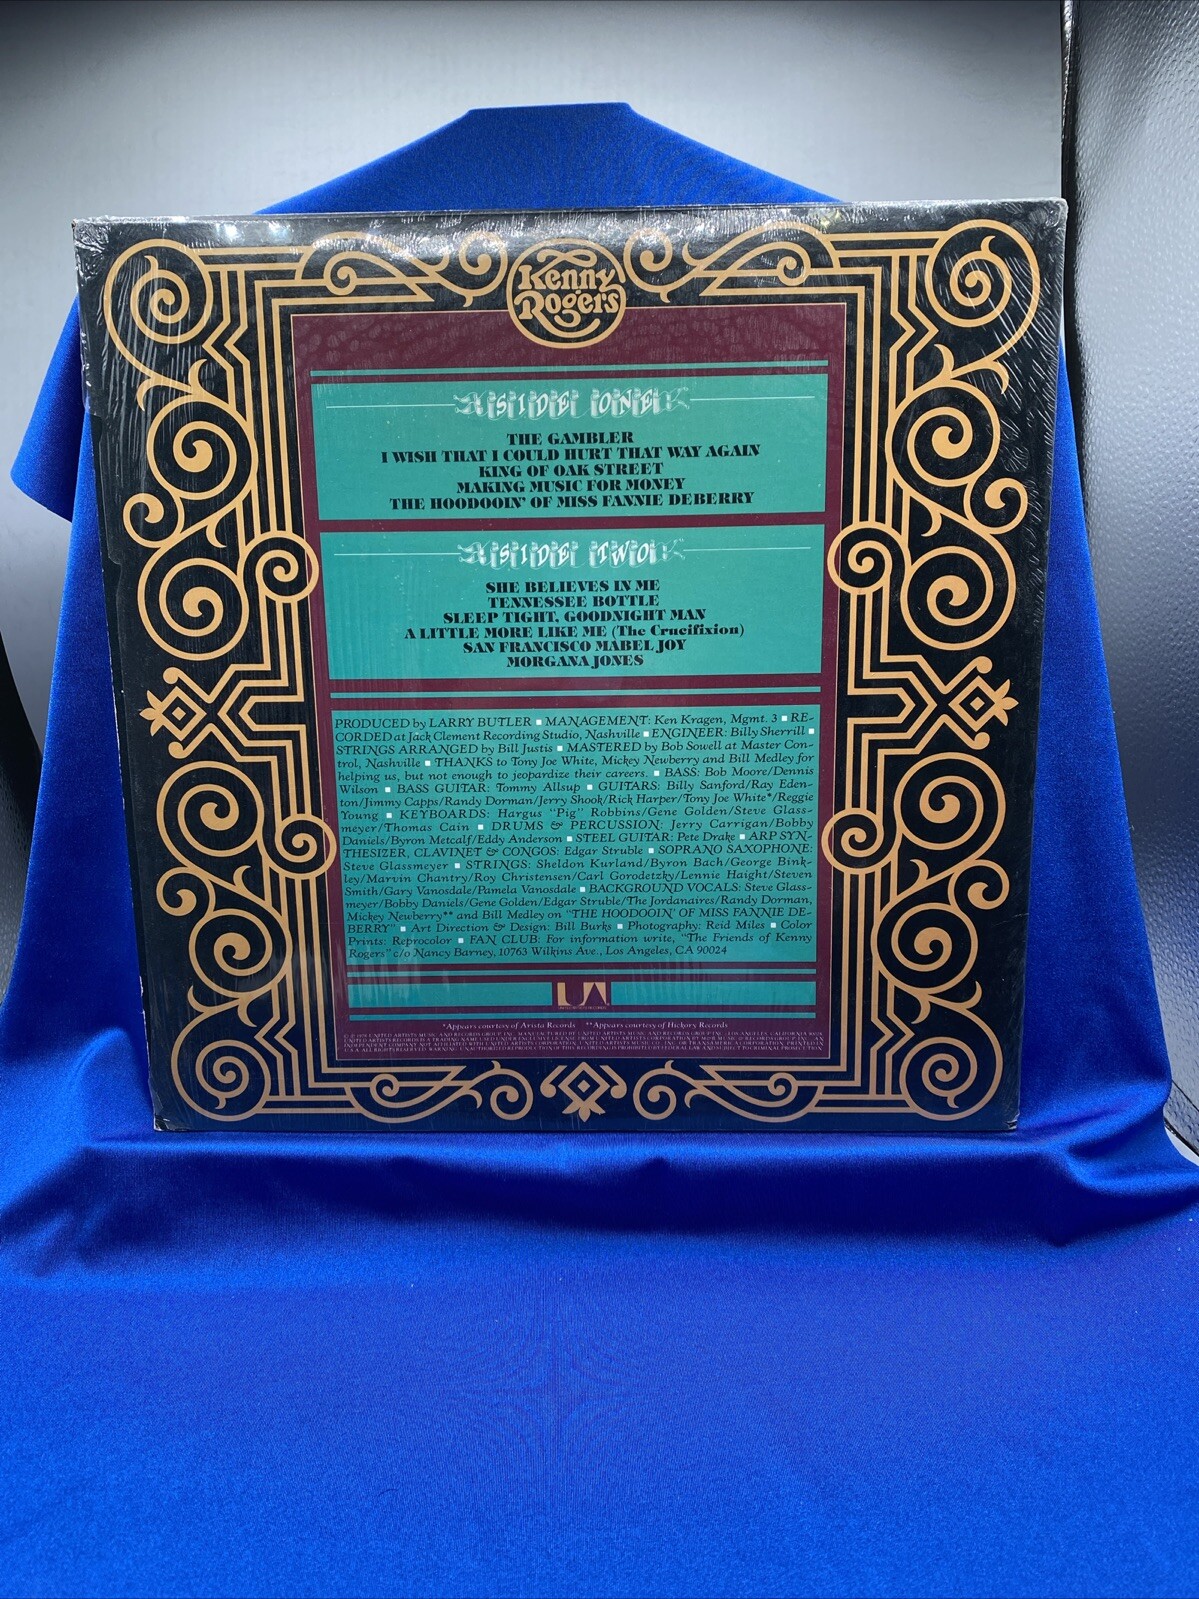 Kenny
Rogers
SIDE ONE
THE GAMBLER
I WISH THAT I COULD HURT THAT WAY AGAIN
KING OF OAK STREET
MAKING MUSIC FOR MONEY
THE HOODOOIN' OF MISS FANNIE DEBERRY
SIDE TWO
SHE BELIEVES IN ME
TENNESSEE BOTTLE
SLEEP TIGHT, GOODNIGHT MAN
A LITTLE MORE LIKE ME (The Crucifixion)
SAN FRANCISCO MABEL JOY
MORGANA JONES
PRODUCED by LARRY BUTLER ▪ MANAGEMENT: Ken Kragen, Mgmt. 3 ▪ RE-
CORDED at Jack Clement Recording Studio, Nashville ▪ ENGINEER: Billy Sherrill ▪
STRINGS ARRANGED by Bill Justis ▪ MASTERED by Bob Sowell at Master Con-
trol, Nashville ▪ THANKS to Tony Joe White, Mickey Newberry and Bill Medley for
helping us, but not enough to jeopardize their careers. ▪ BASS: Bob Moore/Dennis
Wilson ▪ BASS GUITAR: Tommy Allsup ▪ GUITARS: Billy Sanford/Ray Eden-
ton/Jimmy Capps/Randy Dorman/Jerry Shook/Rick Harper/Tony Joe White*/Reggie
Young ▪ KEYBOARDS: Hargus "Pig" Robbins/Gene Golden/Steve Glass-
meyer/Thomas Cain ▪ DRUMS & PERCUSSION: Jerry Carrigan/Bobby
Daniels/Byron Metcalf/Eddy Anderson ▪ STEEL GUITAR: Pete Drake ▪ ARP SYN-
THESIZER, CLAVINET & CONGOS: Edgar Struble ▪ SOPRANO SAXOPHONE:
Steve Glassmeyer ▪ STRINGS: Sheldon Kurland/Byron Bach/George Bink-
ley/Marvin Chantry/Roy Christensen/Carl Gorodetzky/Lennie Haight/Steven
Smith/Gary Vanosdale/Pamela Vanosdale ▪ BACKGROUND VOCALS: Steve Glass-
meyer/Bobby Daniels/Gene Golden/Edgar Struble/The Jordanaires/Randy Dorman,
Mickey Newberry** and Bill Medley on "THE HOODOOIN' OF MISS FANNIE DE-
BERRY" ▪ Art Direction & Design: Bill Burks ▪ Photography: Reid Miles ▪ Color
Prints: Reprocolor ▪ FAN CLUB: For information write, "The Friends of Kenny
Rogers" c/o Nancy Barney, 10763 Wilkins Ave., Los Angeles, CA 90024
UA
*Appears courtesy of Arista Records **Appears courtesy of Hickory Records